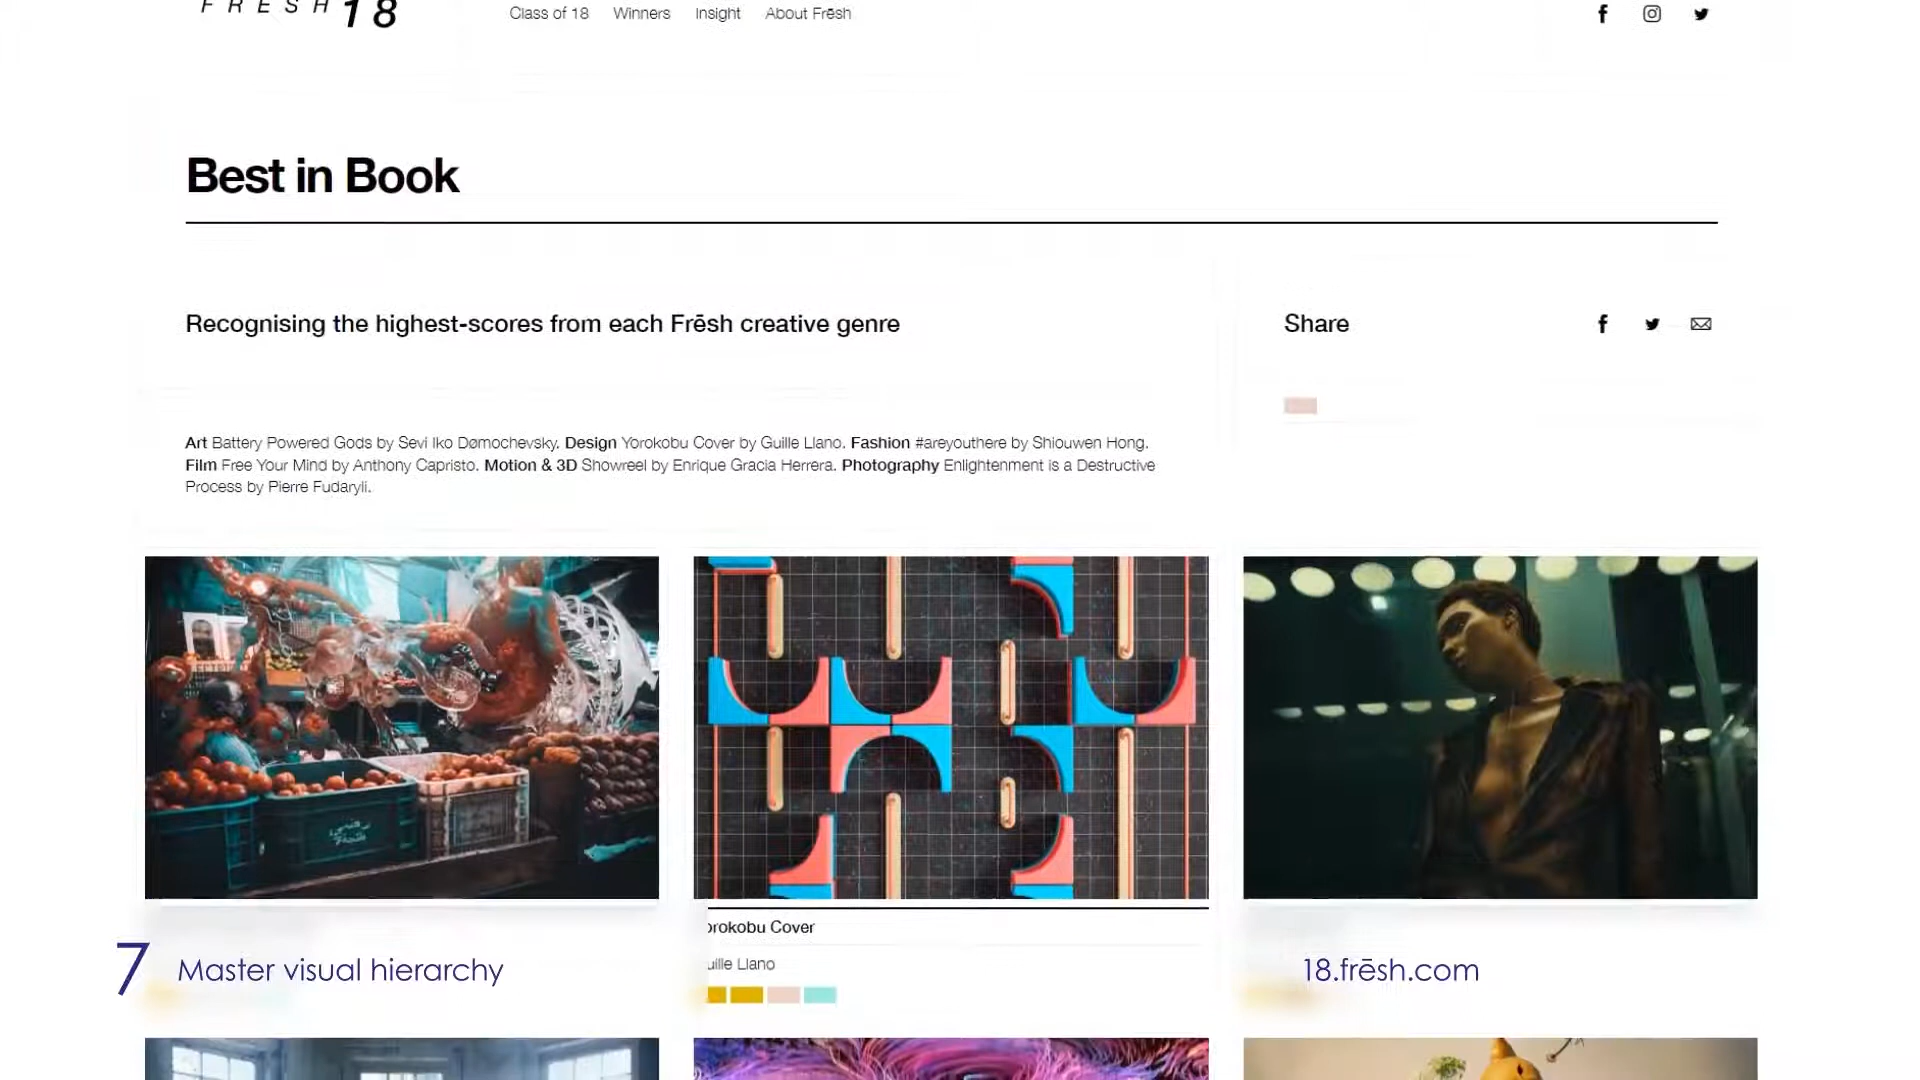 FRESH 18
Class of 18 Winners Insight About Frēsh
Best in Book
Recognising the highest-scores from each Frēsh creative genre
Share
Art Battery Powered Gods by Sevi Iko Dømochevsky. Design Yorokobu Cover by Guille Llano. Fashion #areyouthere by Shiouwen Hong.
Film Free Your Mind by Anthony Capristo. Motion & 3D Showreel by Enrique Gracia Herrera. Photography Enlightenment is a Destructive
Process by Pierre Fudaryli.
orokobu Cover
uille Llano
7 Master visual hierarchy
18.frēsh.com